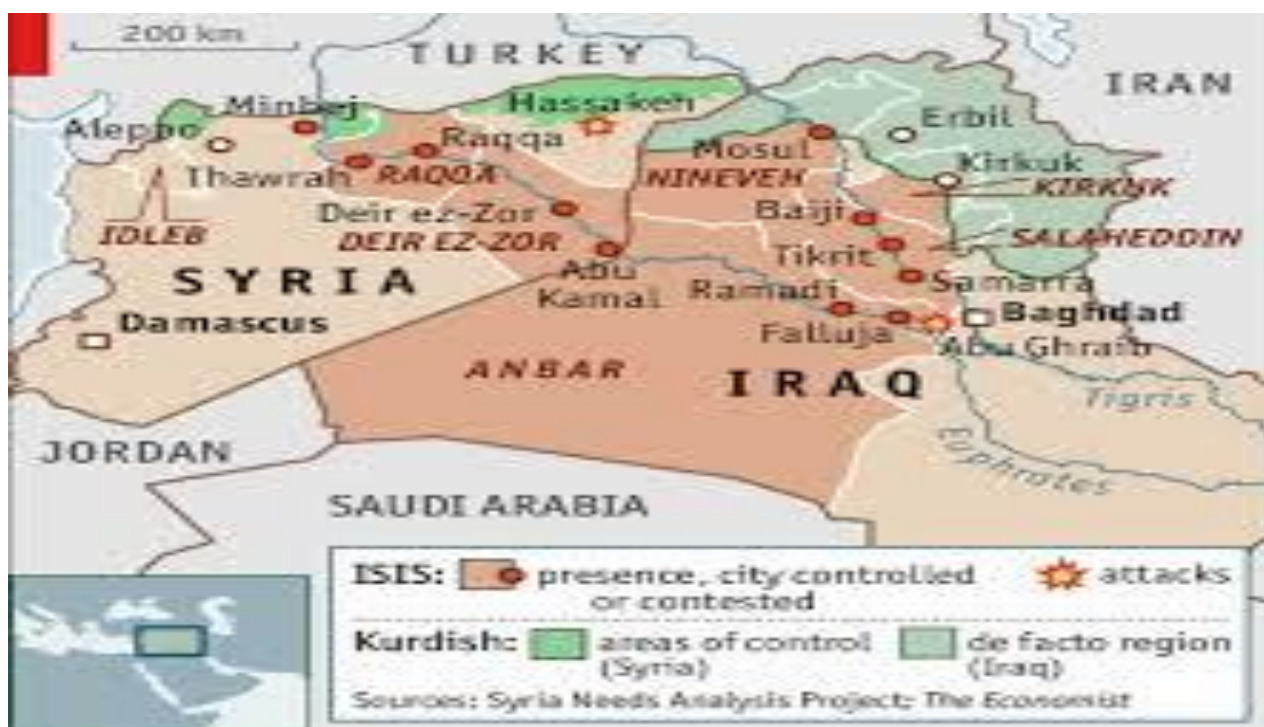 200 km
TURKEY
IRAN
Minbej
Hassakeh
Aleppo
Raqqa
Erbil
Mosul
Kirkuk
Thawrah
RAQQA
NINEVEH
KIRKUK
Deir ez-Zor
Baiji
IDLEB
DEIR EZ-ZOR
SALAHEDDIN
Tikrit
SYRIA
Abu
Kamal
Ramadi
Samarra
Damascus
Baghdad
Falluja
Abu Ghraib
ANBAR
IRAQ
Tigris
JORDAN
Euphrates
SAUDI ARABIA
ISIS: presence, city controlled attacks
or contested
Kurdish: areas of control de facto region
(Syria) (Iraq)
Sources: Syria Needs Analysis Project; The Economist